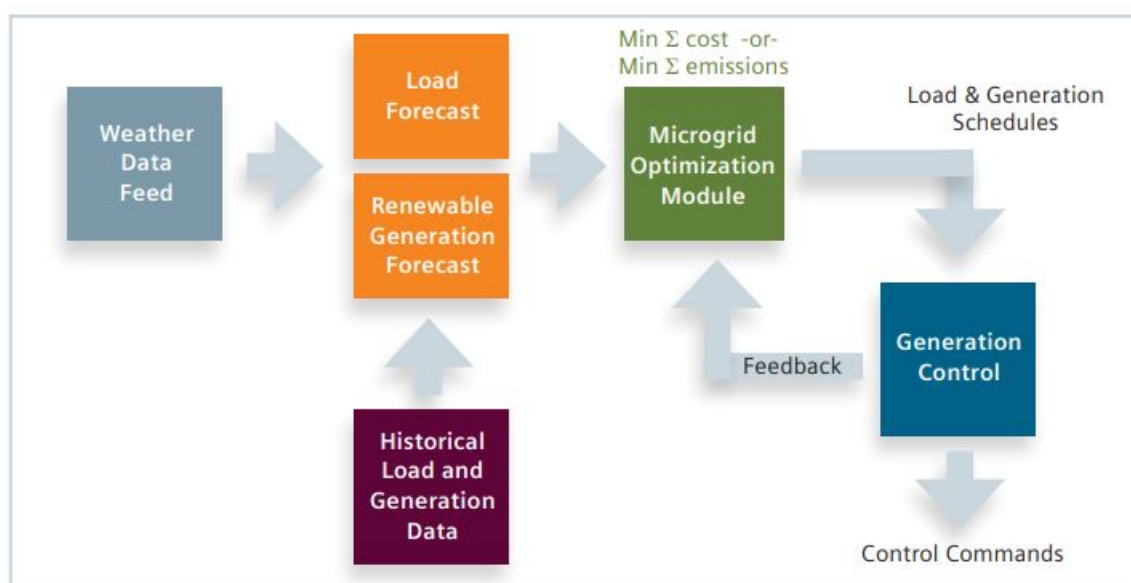 Weather
Data
Feed
Load
Forecast
Renewable
Generation
Forecast
Historical
Load and
Generation
Data
Min Σ cost -or-
Min Σ emissions
Microgrid
Optimization
Module
Load & Generation
Schedules
Feedback
Generation
Control
Control Commands